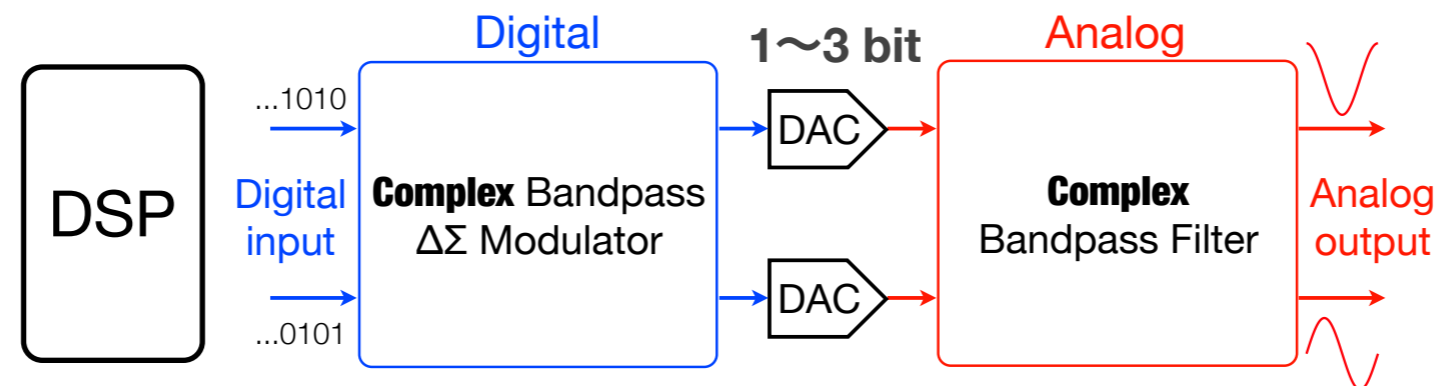 Digital
1〜3 bit
Analog
...1010
DAC
DSP
Digital
input
Complex Bandpass
ΔΣ Modulator
Complex
Bandpass Filter
Analog
output
DAC
...0101